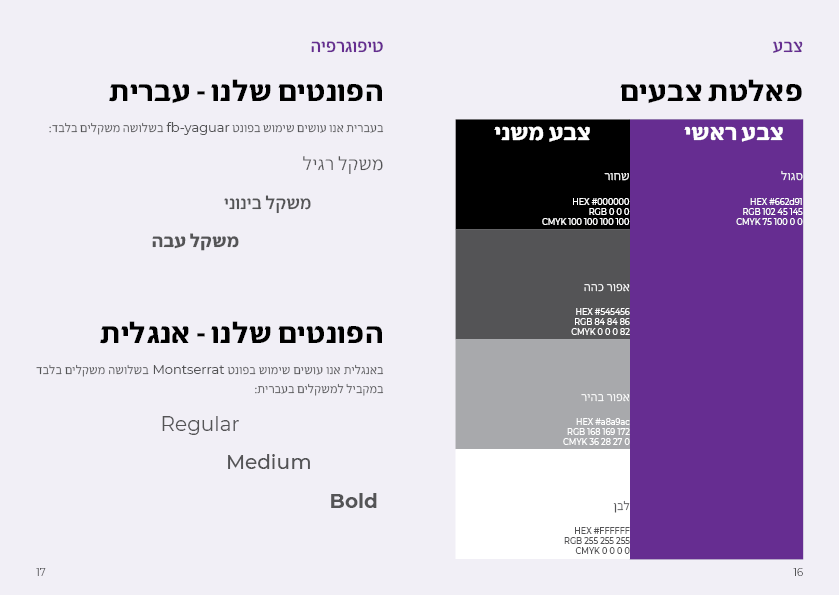 צבע
פאלטת צבעים
צבע ראשי
סגול
HEX #662d91
RGB 102 45 145
CMYK 75 100 0 0
צבע משני
שחור
HEX #000000
RGB 0 0 0
CMYK 100 100 100 100
אפור כהה
HEX #545456
RGB 84 84 86
CMYK 0 0 0 82
אפור בהיר
HEX #a8a9ac
RGB 168 169 172
CMYK 36 28 27 0
לבן
HEX #FFFFFF
RGB 255 255 255
CMYK 0 0 0 0
16
טיפוגרפיה
הפונטים שלנו - עברית
בעברית אנו עושים שימוש בפונט fb-yaguar בשלושה משקלים בלבד:
משקל רגיל
משקל בינוני
משקל עבה
הפונטים שלנו - אנגלית
באנגלית אנו עושים שימוש בפונט Montserrat בשלושה משקלים בלבד
במקביל למשקלים בעברית:
Regular
Medium
Bold
17